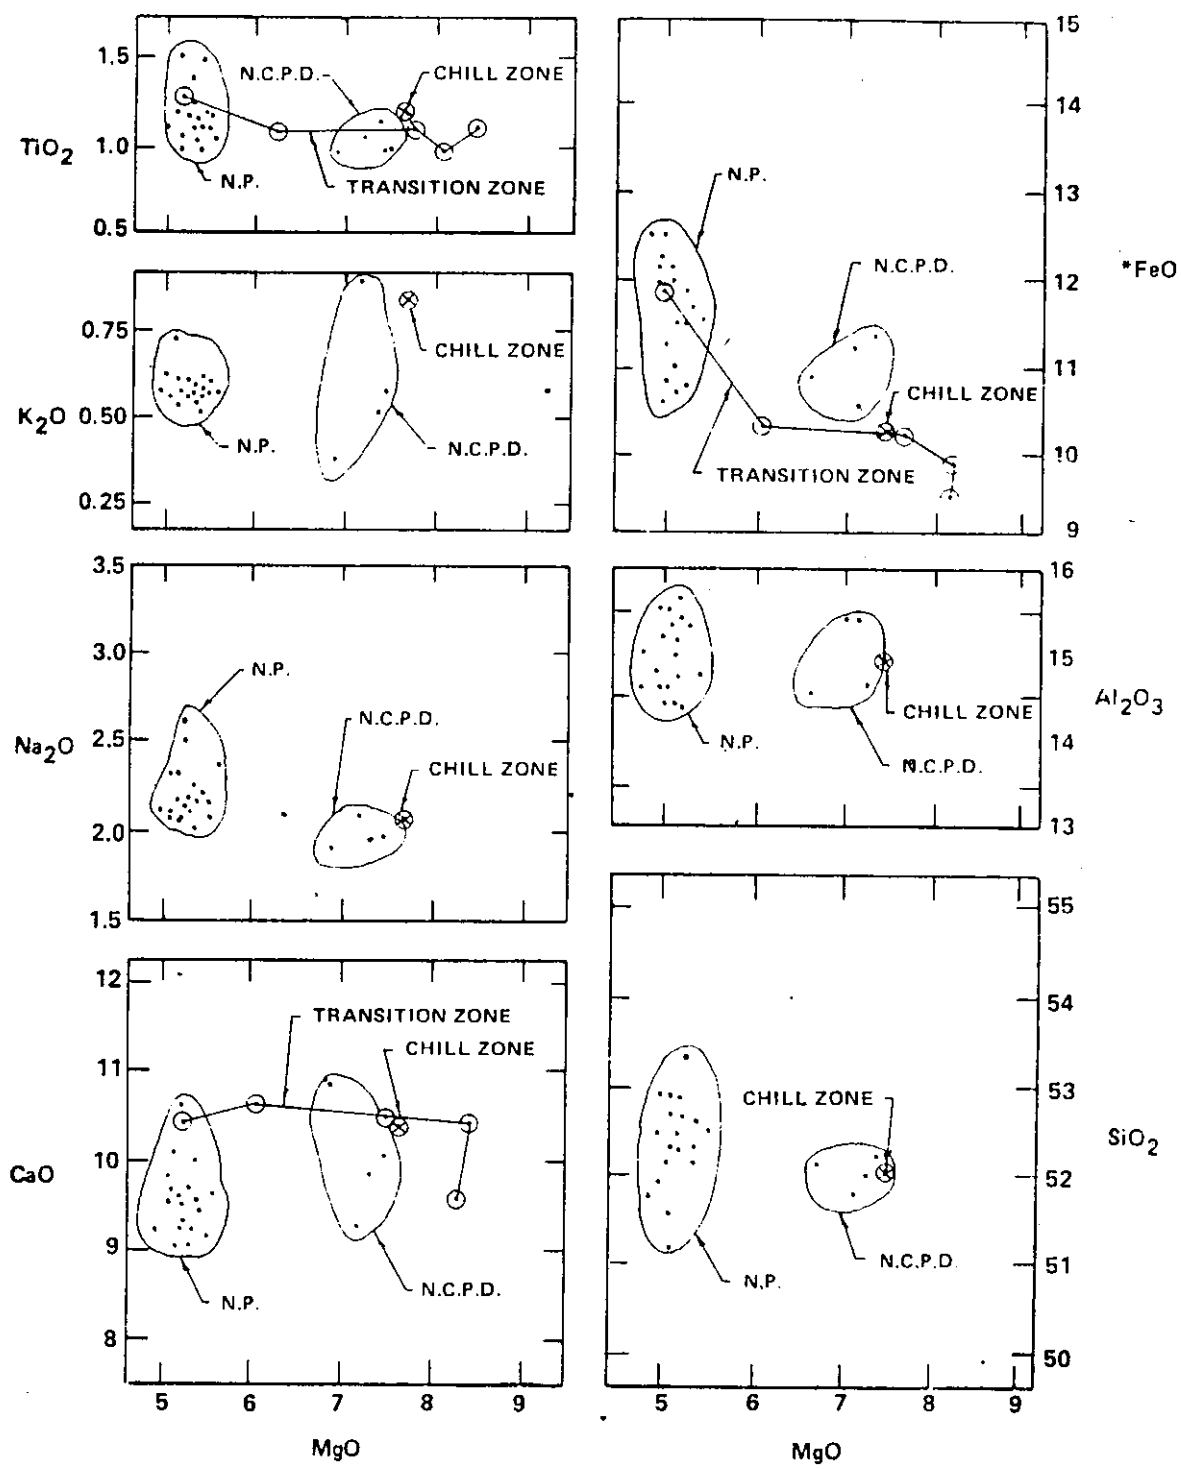 1.5
1.0
0.5
TiO2
N.C.P.D.
CHILL ZONE
N.P.
TRANSITION ZONE
0.75
0.50
0.25
K2O
CHILL ZONE
N.P.
N.C.P.D.
3.5
3.0
2.5
2.0
1.5
Na2O
N.P.
N.C.P.D.
CHILL ZONE
12
11
10
9
8
CaO
TRANSITION ZONE
CHILL ZONE
N.C.P.D.
N.P.
5 6 7 8 9
MgO
15
14
13
12
11
10
9
*FeO
N.P.
N.C.P.D.
CHILL ZONE
TRANSITION ZONE
16
15
14
13
Al2O3
CHILL ZONE
N.P.
N.C.P.D.
55
54
53
52
51
50
SiO2
CHILL ZONE
N.C.P.D.
N.P.
5 6 7 8 9
MgO